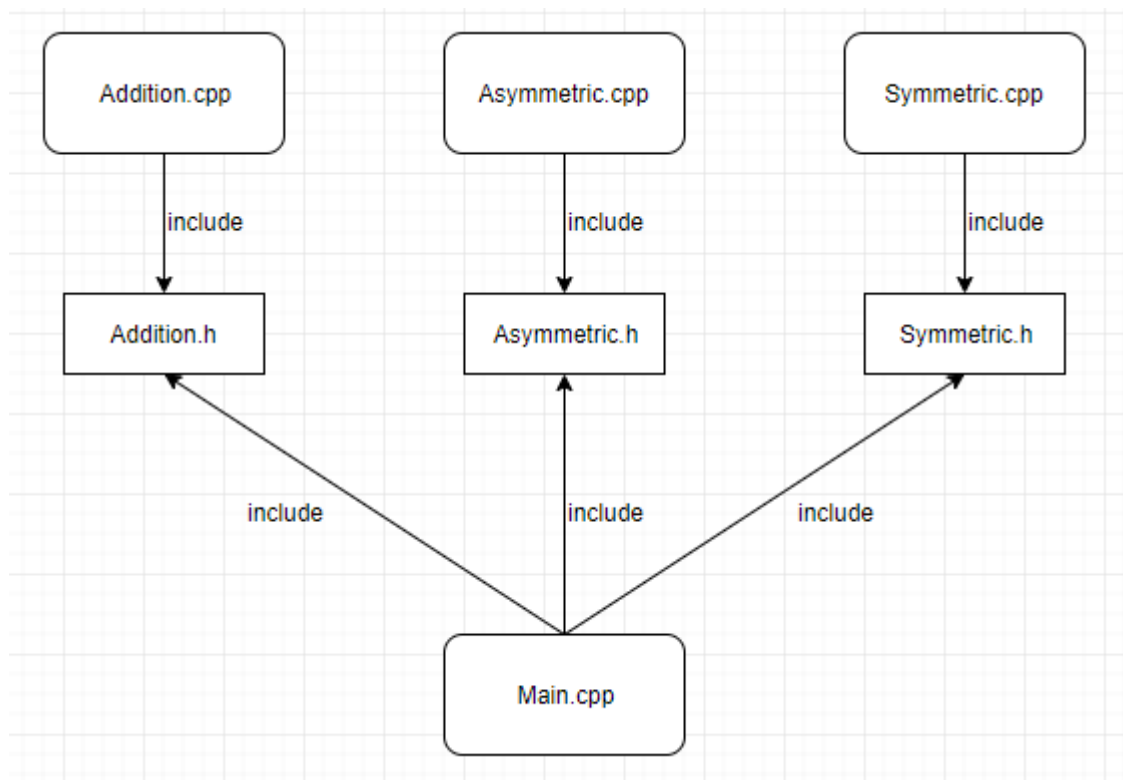 Addition.cpp
Asymmetric.cpp
Symmetric.cpp
include
include
include
Addition.h
Asymmetric.h
Symmetric.h
include
include
include
Main.cpp